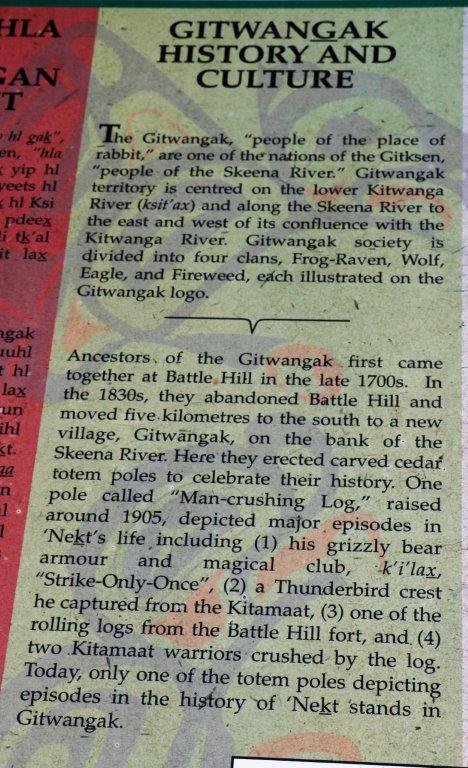 HLA
GAN
T
hl gak",
en, "hla
yip hl
yeets hl
hl Ksi
pdeex
li tk'al
it lax
ngak
uuhl
t hl
lax
un
ihl
kt.
na
n
al
l
GITWANGAK
HISTORY AND
CULTURE
The Gitwangak, "people of the place of
rabbit," are one of the nations of the Gitksen,
"people of the Skeena River." Gitwangak
territory is centred on the lower Kitwanga
River (ksit'ax) and along the Skeena River to
the east and west of its confluence with the
Kitwanga River. Gitwangak society is
divided into four clans, Frog-Raven, Wolf,
Eagle, and Fireweed, each illustrated on the
Gitwangak logo.
Ancestors of the Gitwangak first came
together at Battle Hill in the late 1700s. In
the 1830s, they abandoned Battle Hill and
moved five kilometres to the south to a new
village, Gitwangak, on the bank of the
Skeena River. Here they erected carved cedar
totem poles to celebrate their history. One
pole called "Man-crushing Log," raised
around 1905, depicted major episodes in
'Neḵt's life including (1) his grizzly bear
armour and magical club, k'i'lax̱,
"Strike-Only-Once", (2) a Thunderbird crest
he captured from the Kitamaat, (3) one of the
rolling logs from the Battle Hill fort, and (4)
two Kitamaat warriors crushed by the log.
Today, only one of the totem poles depicting
episodes in the history of 'Neḵt stands in
Gitwangak.